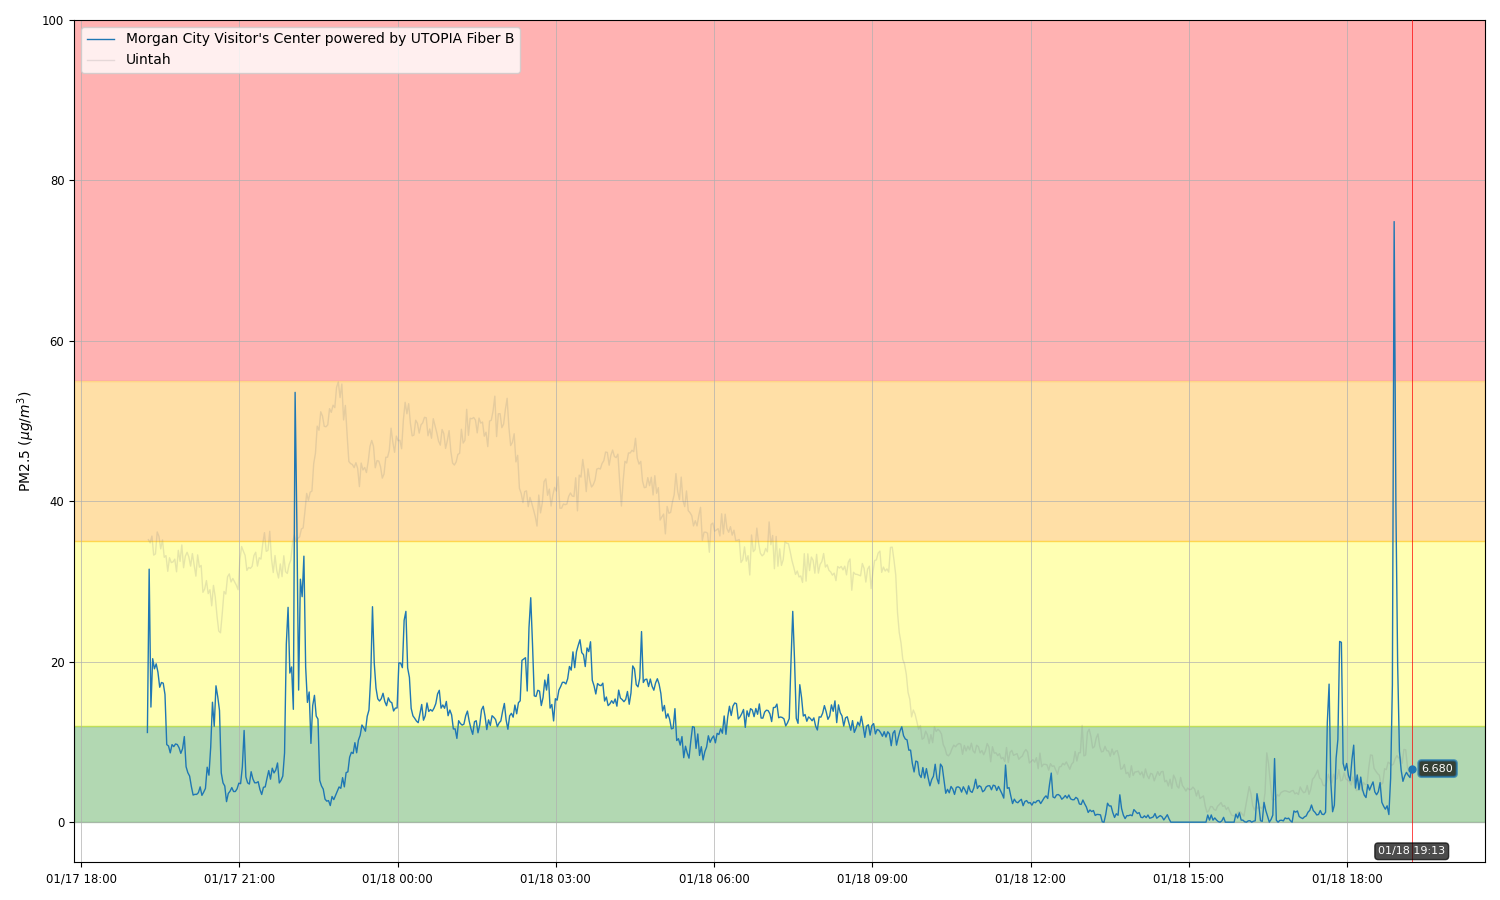 100
Morgan City Visitor's Center powered by UTOPIA Fiber B
Uintah
80
60
PM2.5 (μg/m³)
40
20
6.680
0
01/18 19:13
01/17 18:00 01/17 21:00 01/18 00:00 01/18 03:00 01/18 06:00 01/18 09:00 01/18 12:00 01/18 15:00 01/18 18:00